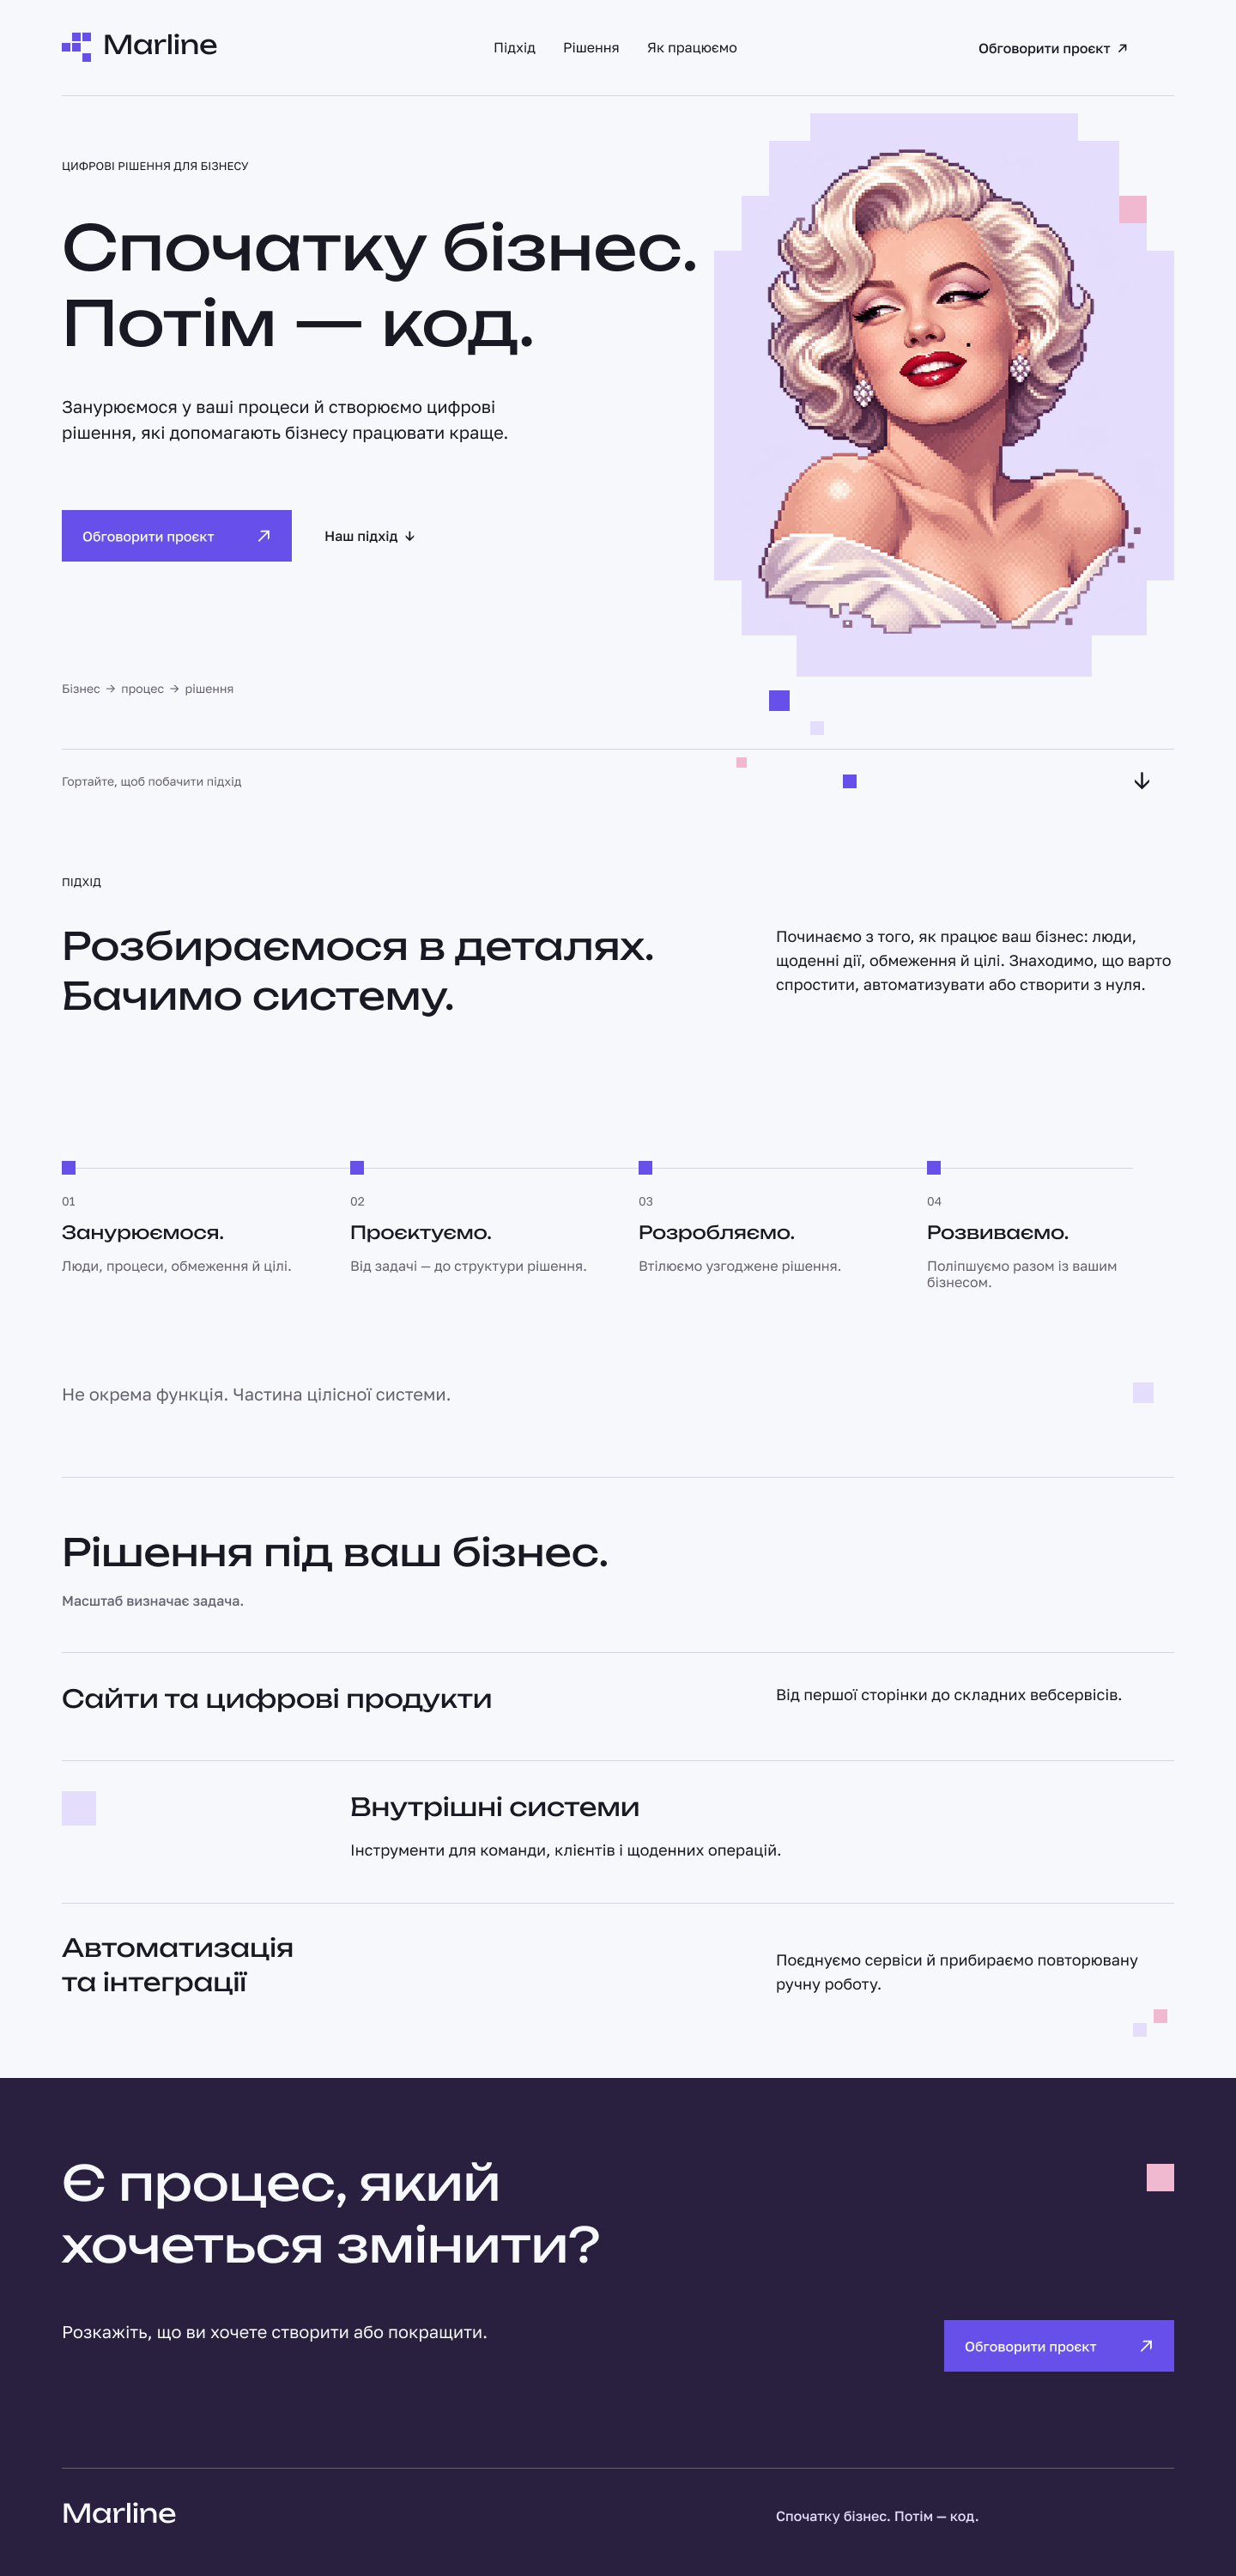 Marline
Підхід
Рішення
Як працюємо
Обговорити проєкт ↗
ЦИФРОВІ РІШЕННЯ ДЛЯ БІЗНЕСУ
Спочатку бізнес.
Потім — код.
Занурюємося у ваші процеси й створюємо цифрові
рішення, які допомагають бізнесу працювати краще.
Обговорити проєкт ↗
Наш підхід ↓
Бізнес → процес → рішення
Гортайте, щоб побачити підхід ↓
ПІДХІД
Розбираємося в деталях.
Бачимо систему.
Починаємо з того, як працює ваш бізнес: люди,
щоденні дії, обмеження й цілі. Знаходимо, що варто
спростити, автоматизувати або створити з нуля.
01
Занурюємося.
Люди, процеси, обмеження й цілі.
02
Проєктуємо.
Від задачі — до структури рішення.
03
Розробляємо.
Втілюємо узгоджене рішення.
04
Розвиваємо.
Поліпшуємо разом із вашим
бізнесом.
Не окрема функція. Частина цілісної системи.
Рішення під ваш бізнес.
Масштаб визначає задача.
Сайти та цифрові продукти
Від першої сторінки до складних вебсервісів.
Внутрішні системи
Інструменти для команди, клієнтів і щоденних операцій.
Автоматизація
та інтеграції
Поєднуємо сервіси й прибираємо повторювану
ручну роботу.
Є процес, який
хочеться змінити?
Розкажіть, що ви хочете створити або покращити.
Обговорити проєкт ↗
Marline
Спочатку бізнес. Потім — код.